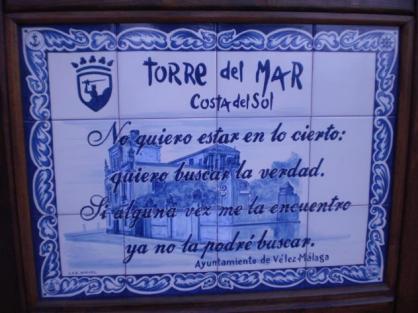 TORRE del MAR
COSTA del SOL
No quiero estar en lo cierto:
quiero buscar la verdad.
Si alguna vez me la encuentro
ya no la podré buscar.
Ayuntamiento de Vélez-Málaga